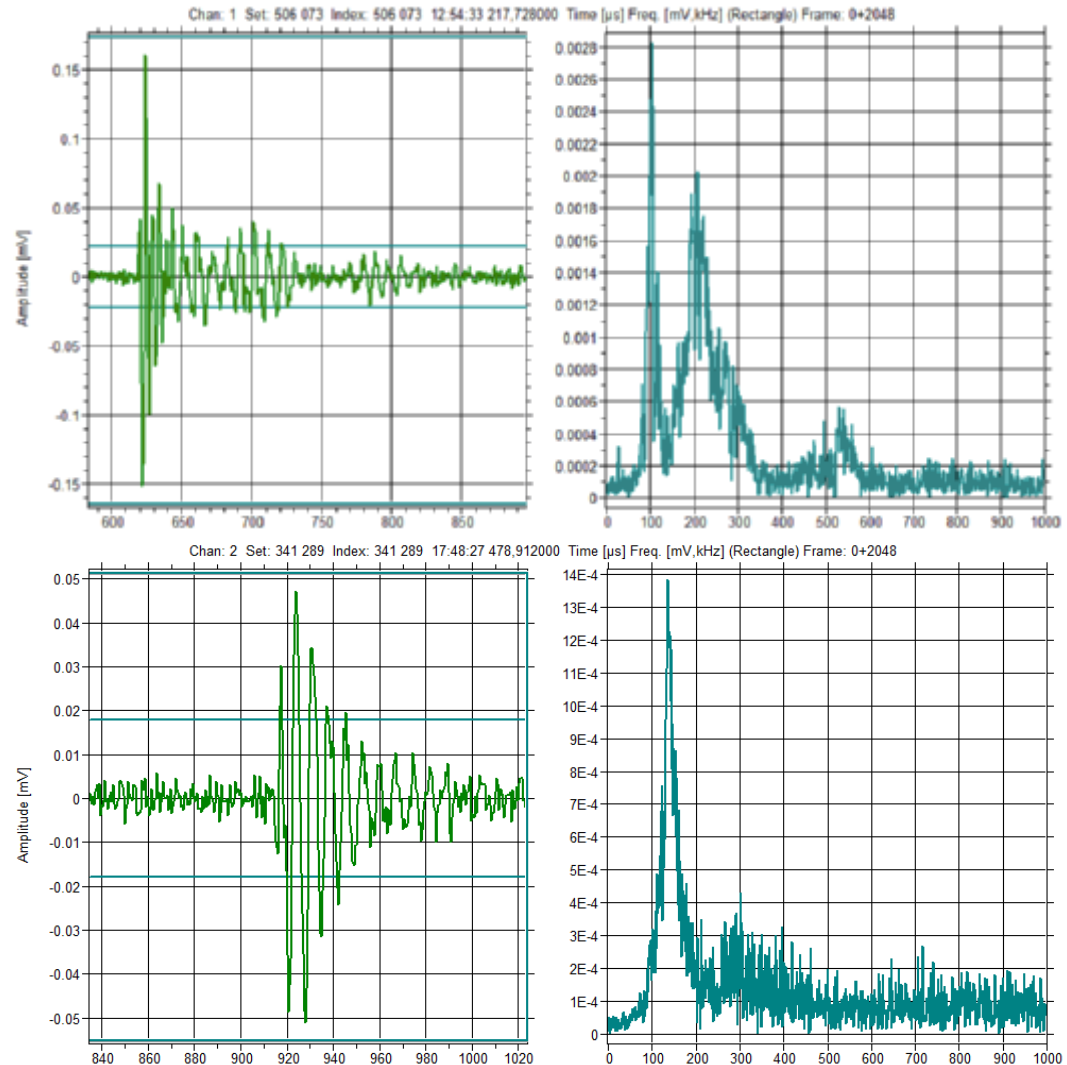 Chan: 1 Set: 506 073 Index: 506 073 12:54:33 217,728000 Time [µs] Freq. [mV,kHz] (Rectangle) Frame: 0+2048
Amplitude [mV]
0.15
0.1
0.05
0
-0.05
-0.1
-0.15
600 650 700 750 800 850
0.0028
0.0026
0.0024
0.0022
0.002
0.0018
0.0016
0.0014
0.0012
0.001
0.0008
0.0006
0.0004
0.0002
0
0 100 200 300 400 500 600 700 800 900 1000
Chan: 2 Set: 341 289 Index: 341 289 17:48:27 478,912000 Time [µs] Freq. [mV,kHz] (Rectangle) Frame: 0+2048
Amplitude [mV]
0.05
0.04
0.03
0.02
0.01
0
-0.01
-0.02
-0.03
-0.04
-0.05
840 860 880 900 920 940 960 980 1000 1020
14E-4
13E-4
12E-4
11E-4
10E-4
9E-4
8E-4
7E-4
6E-4
5E-4
4E-4
3E-4
2E-4
1E-4
0
0 100 200 300 400 500 600 700 800 900 1000